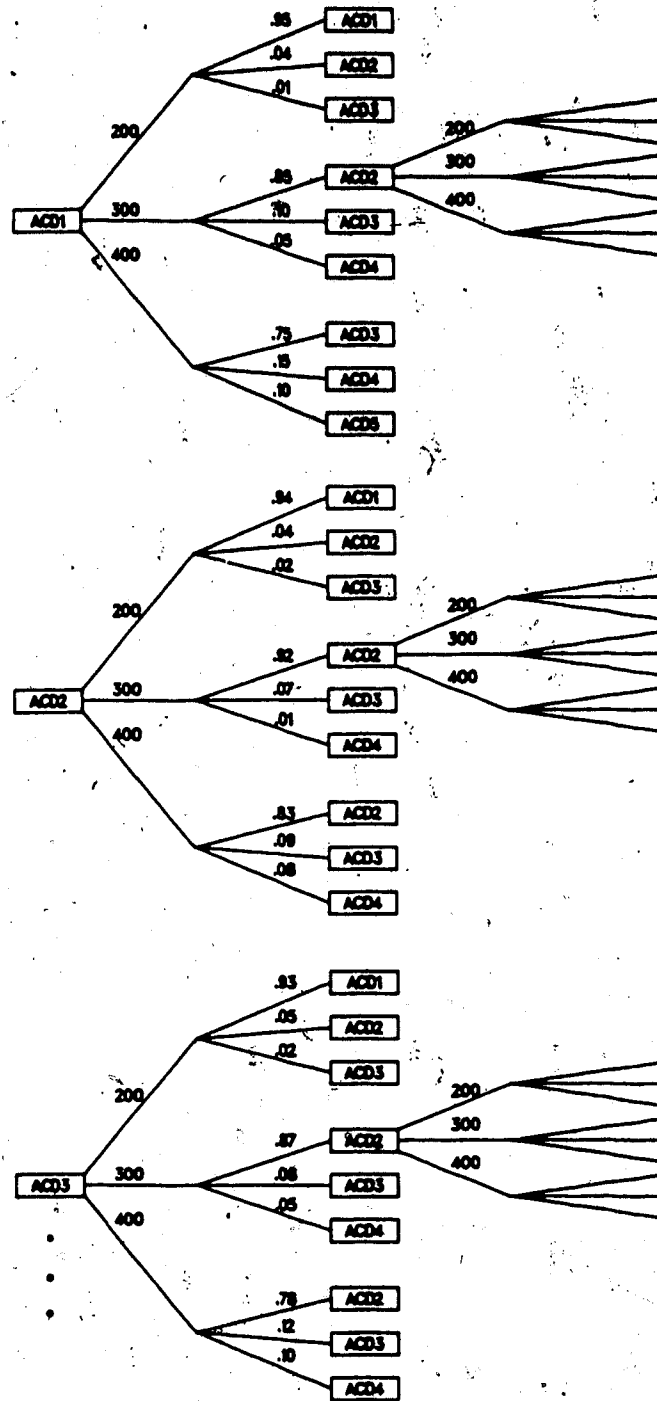 .95 ACD1
.04 ACD2
.01 ACD3
200
200
.85 ACD2 300
ACD1 300 .10 ACD3 400
400 .05 ACD4
.75 ACD3
.15 ACD4
.10 ACD5
.94 ACD1
.04 ACD2
.02 ACD3
200
200
.92 ACD2 300
ACD2 300 .07 ACD3 400
400 .01 ACD4
.83 ACD2
.09 ACD3
.08 ACD4
.93 ACD1
.05 ACD2
.02 ACD3
200
200
.87 ACD2 300
ACD3 300 ACD3 400
400 .05 ACD4
.78 ACD2
.12 ACD3
.10 ACD4